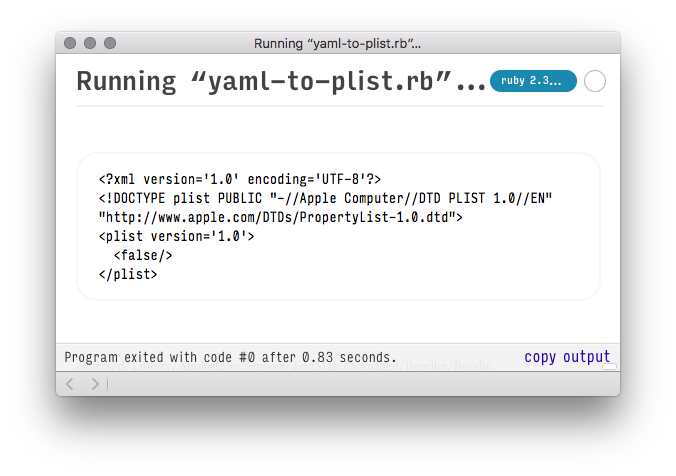 Running “yaml-to-plist.rb”…
Running “yaml-to-plist.rb”…
ruby 2.3...
<?xml version='1.0' encoding='UTF-8'?>
<!DOCTYPE plist PUBLIC "-//Apple Computer//DTD PLIST 1.0//EN"
"http://www.apple.com/DTDs/PropertyList-1.0.dtd">
<plist version='1.0'>
  <false/>
</plist>
Program exited with code #0 after 0.83 seconds.
copy output